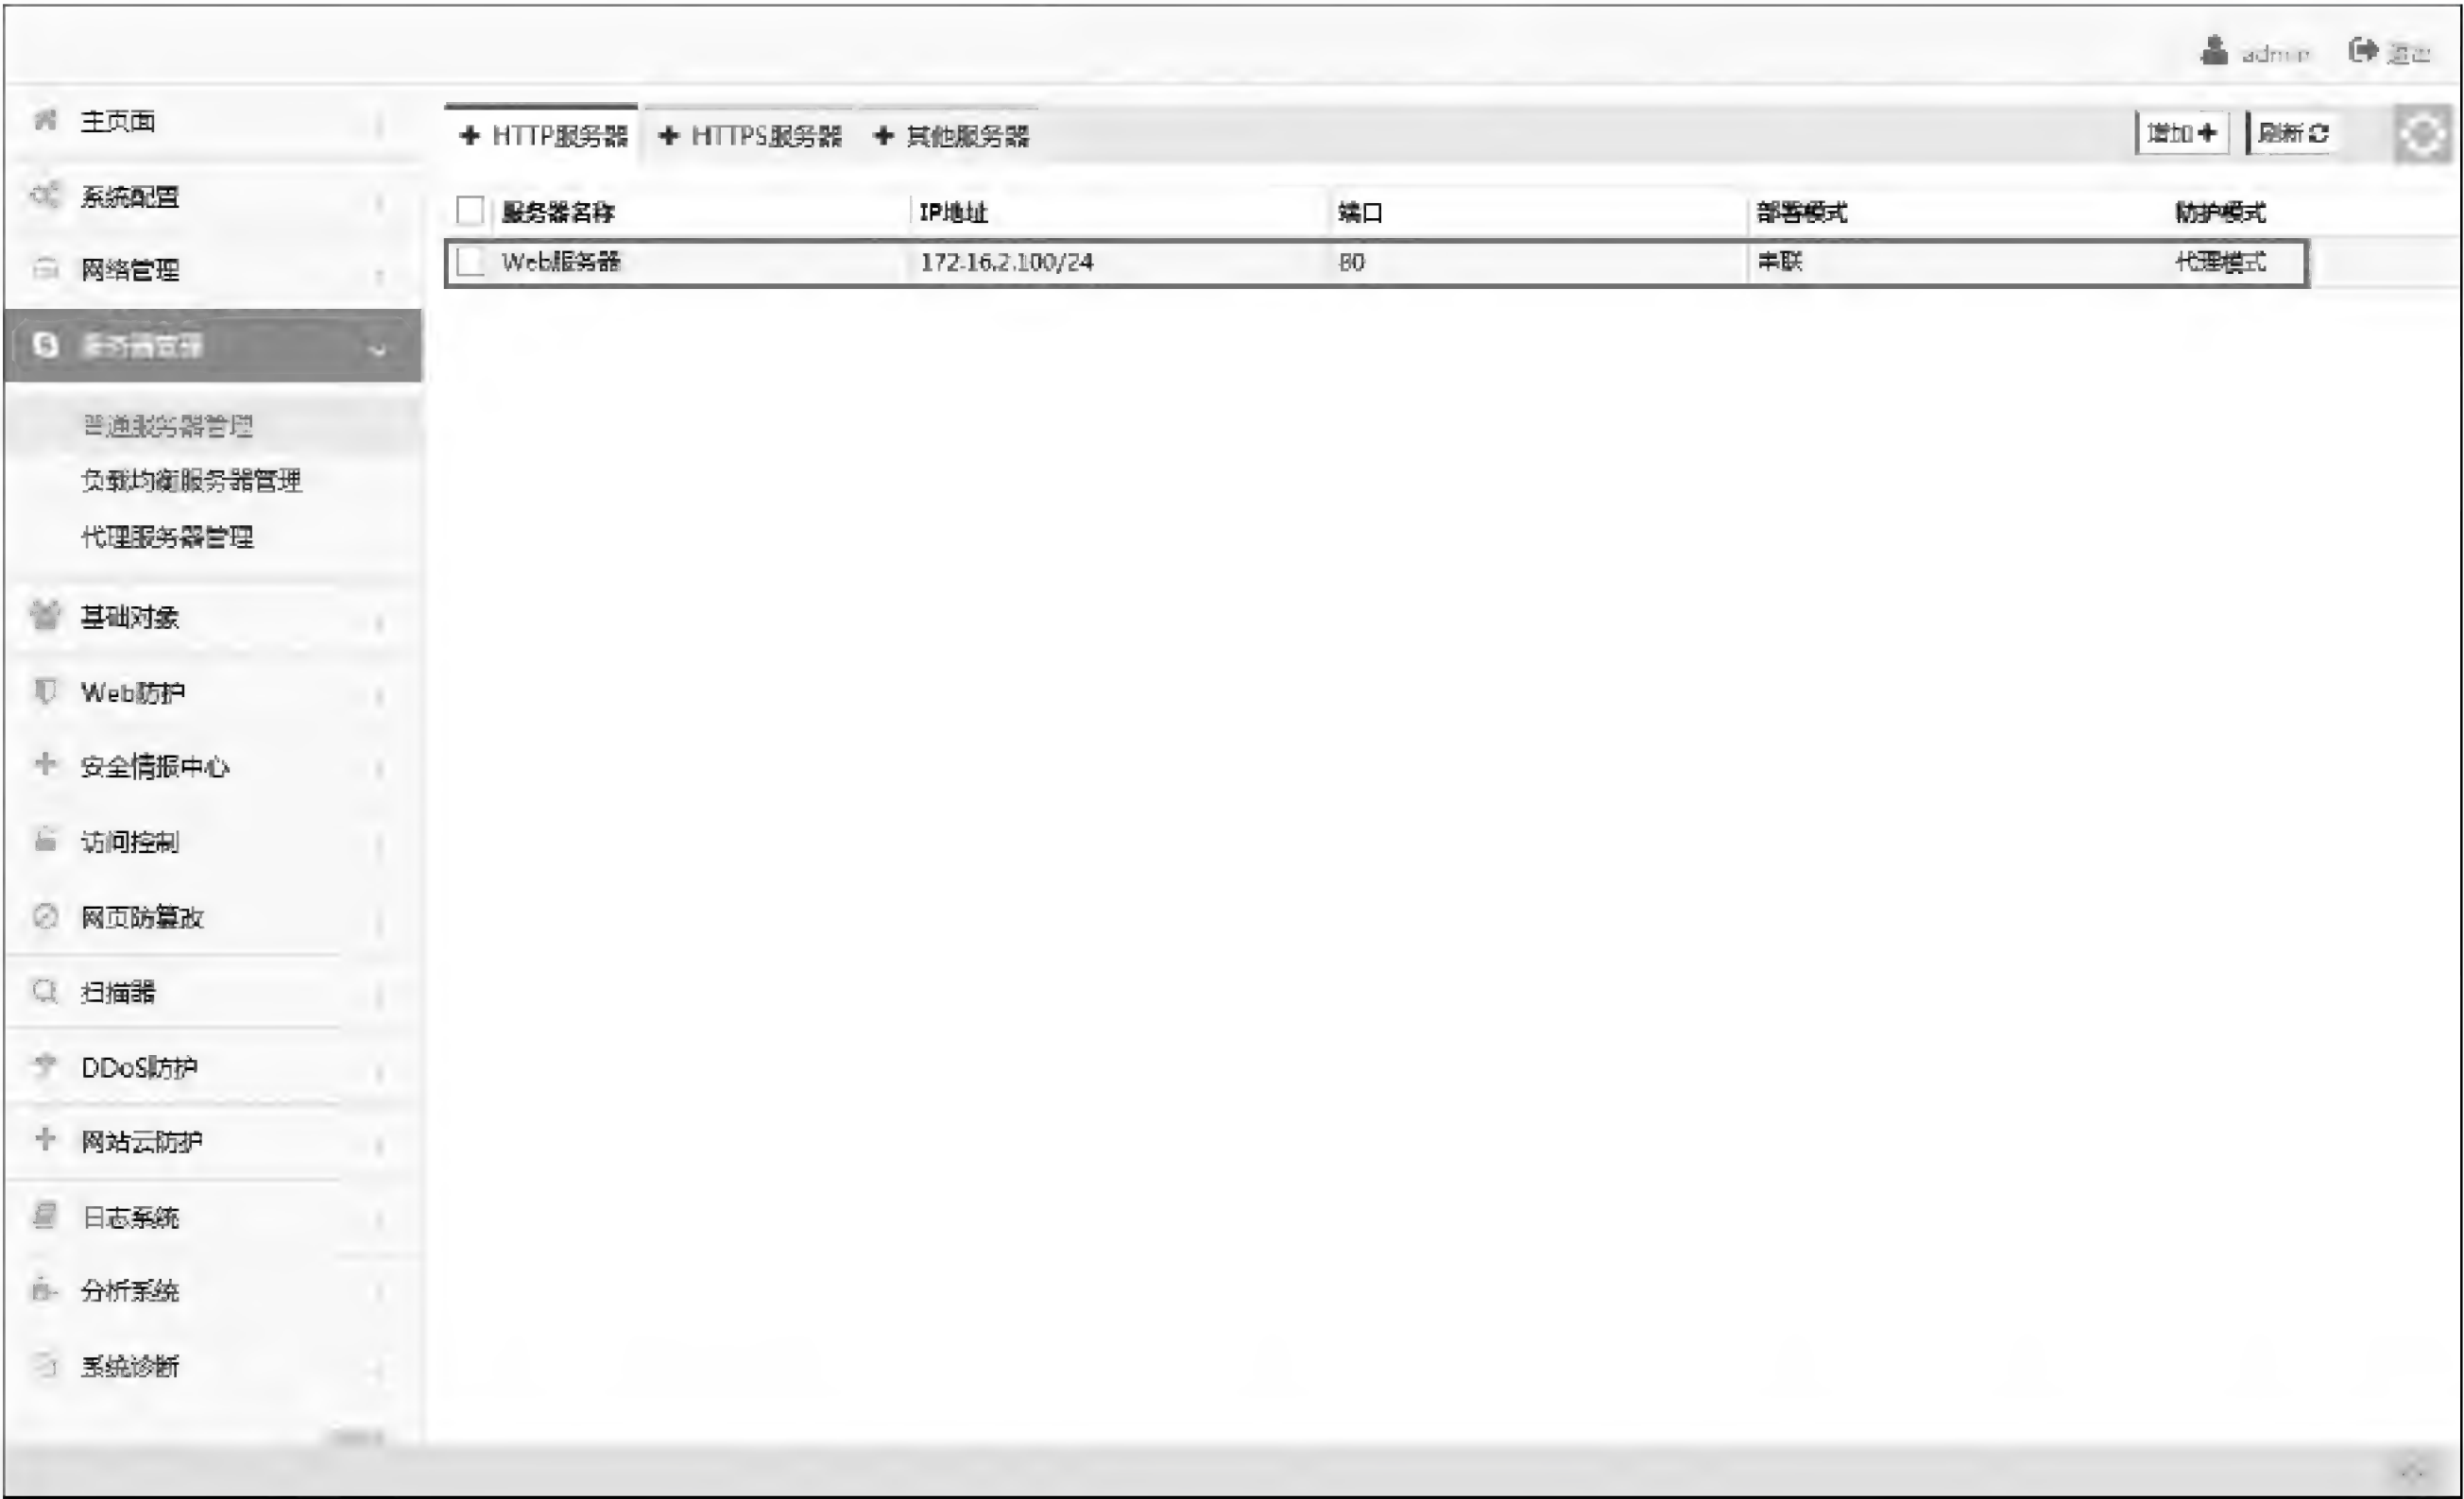 admin 退出
主页面
系统配置
网络管理
服务器管理
普通服务器管理
负载均衡服务器管理
代理服务器管理
基础对象
Web防护
安全情报中心
访问控制
网页防篡改
扫描器
DDoS防护
网站云防护
日志系统
分析系统
系统诊断
HTTP服务器 HTTPS服务器 其他服务器 增加 刷新
服务器名称 IP地址 端口 部署模式 防护模式
Web服务器 172.16.2.100/24 80 串联 代理模式